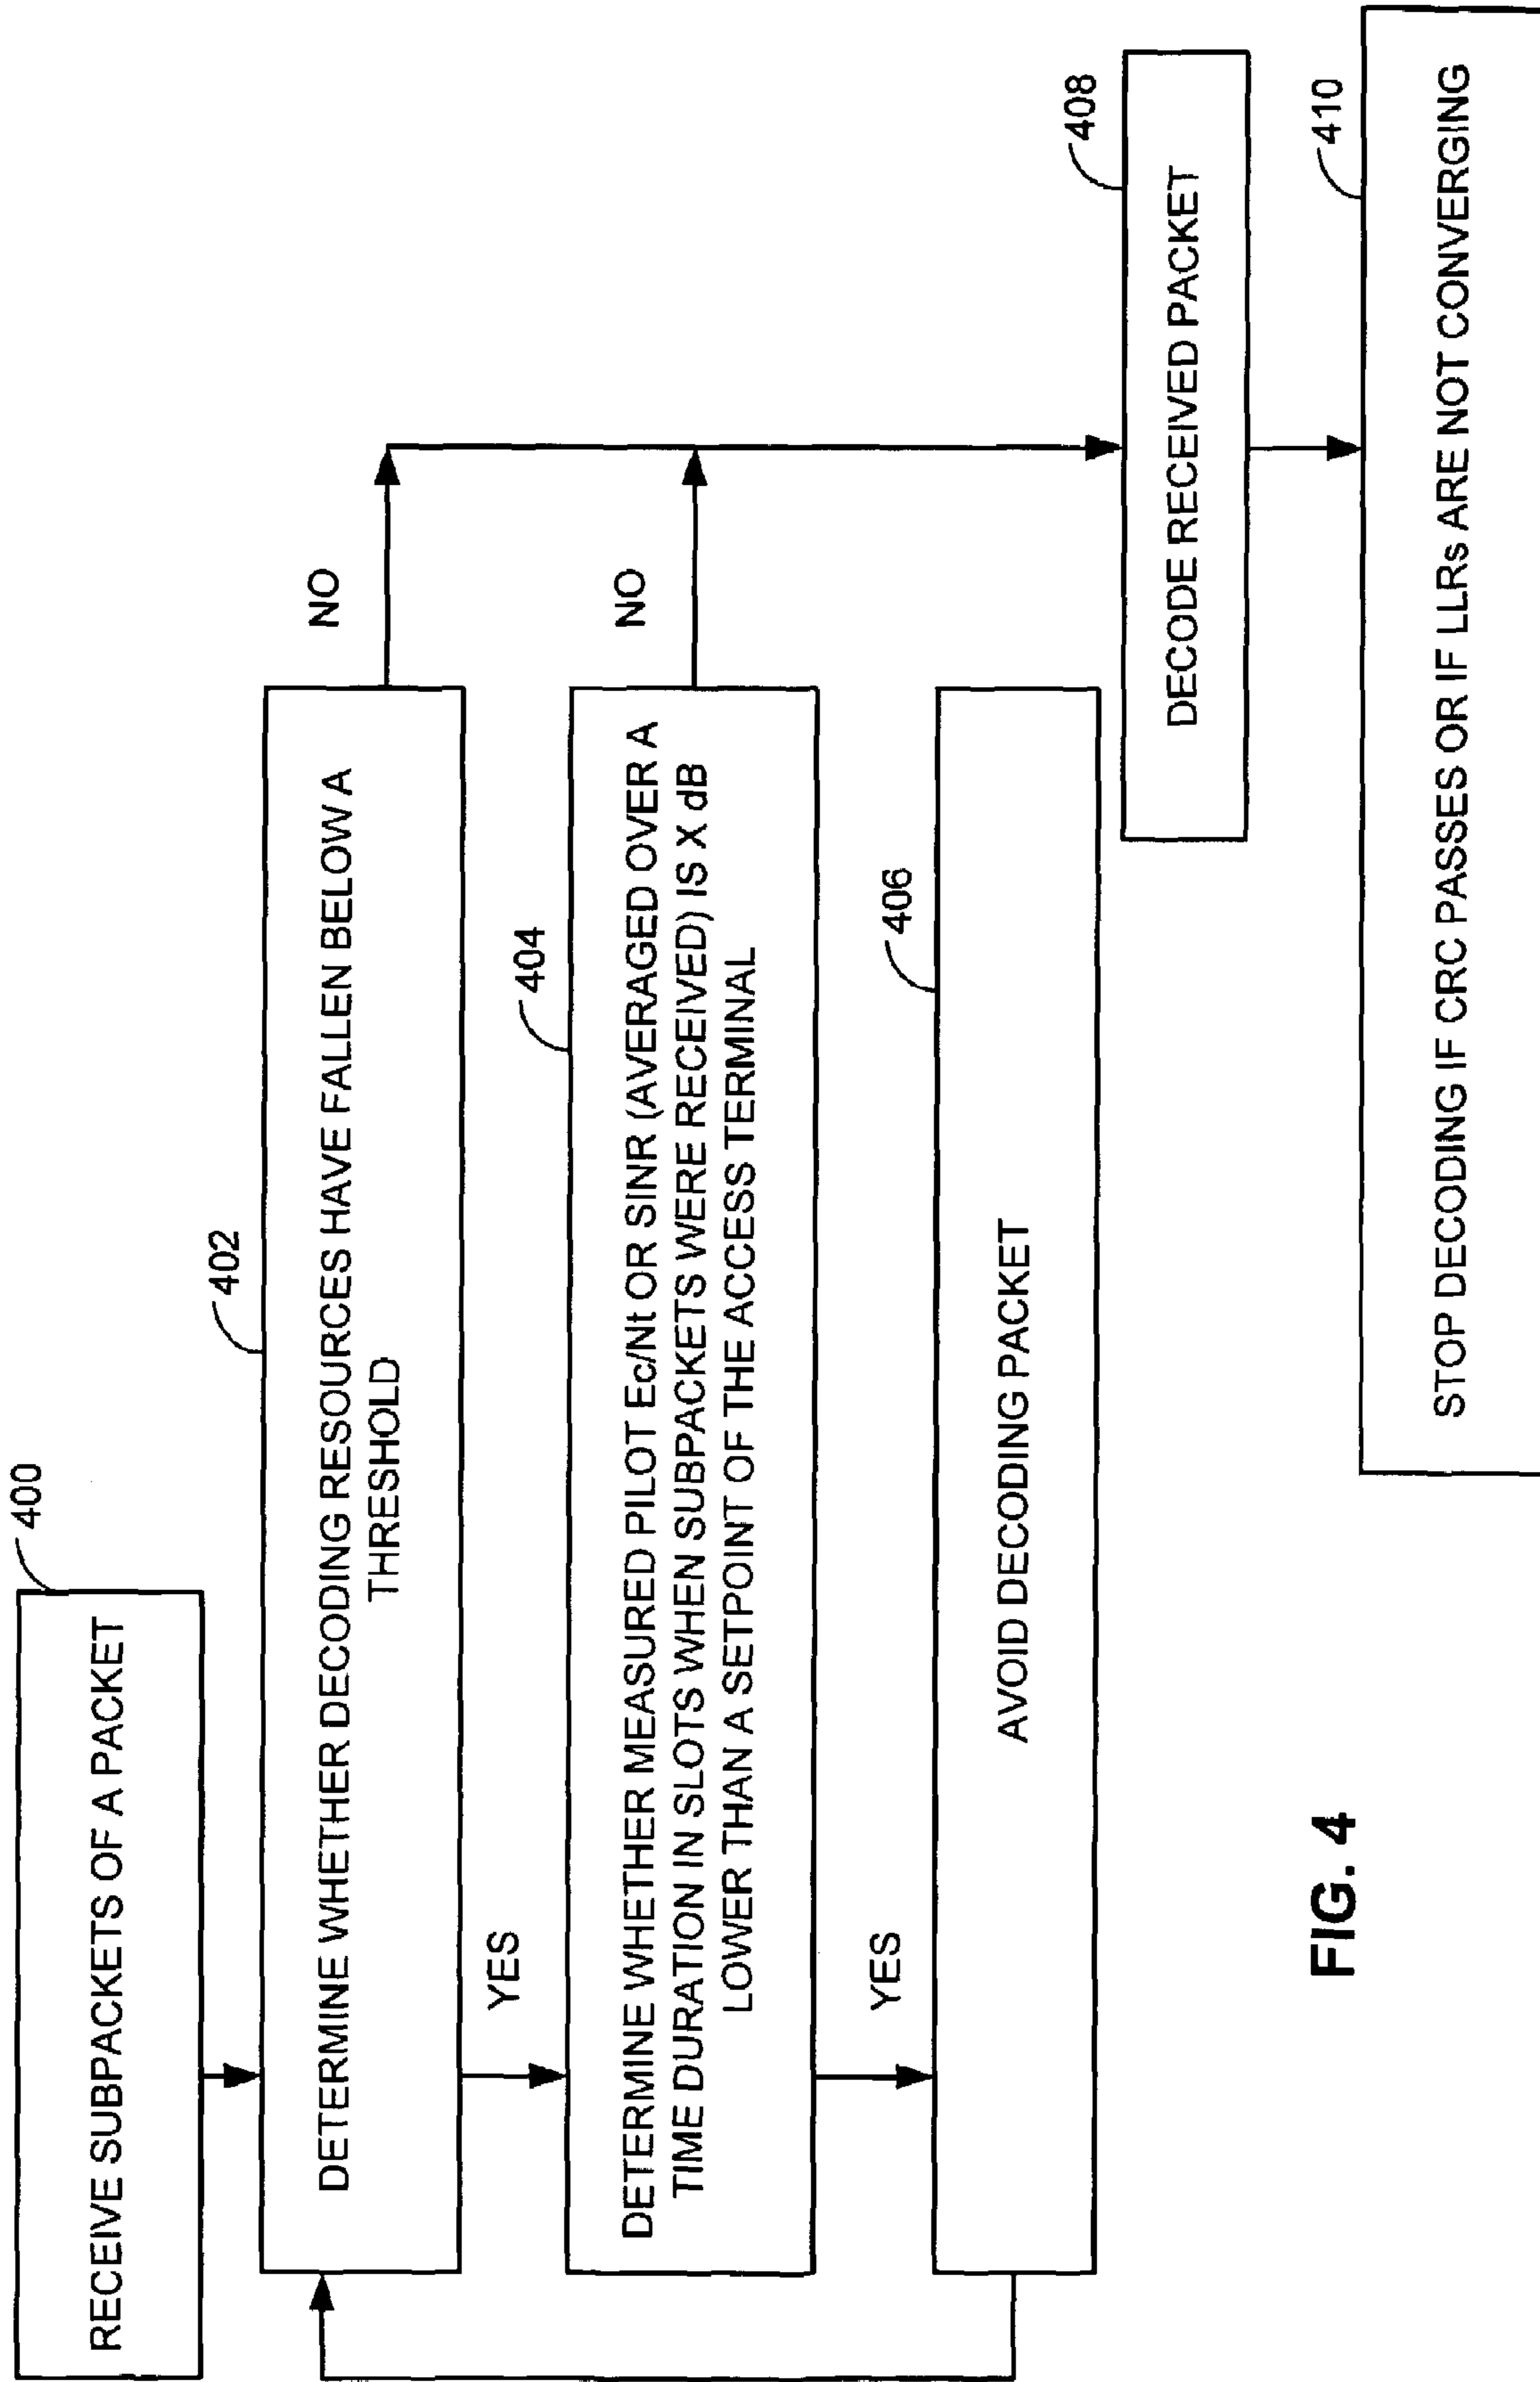 400
RECEIVE SUBPACKETS OF A PACKET
402
DETERMINE WHETHER DECODING RESOURCES HAVE FALLEN BELOW A
THRESHOLD
NO
YES
404
DETERMINE WHETHER MEASURED PILOT Ec/Nt OR SINR (AVERAGED OVER A
TIME DURATION IN SLOTS WHEN SUBPACKETS WERE RECEIVED) IS X dB
LOWER THAN A SETPOINT OF THE ACCESS TERMINAL
NO
YES
406
AVOID DECODING PACKET
408
DECODE RECEIVED PACKET
410
STOP DECODING IF CRC PASSES OR IF LLRs ARE NOT CONVERGING
FIG. 4